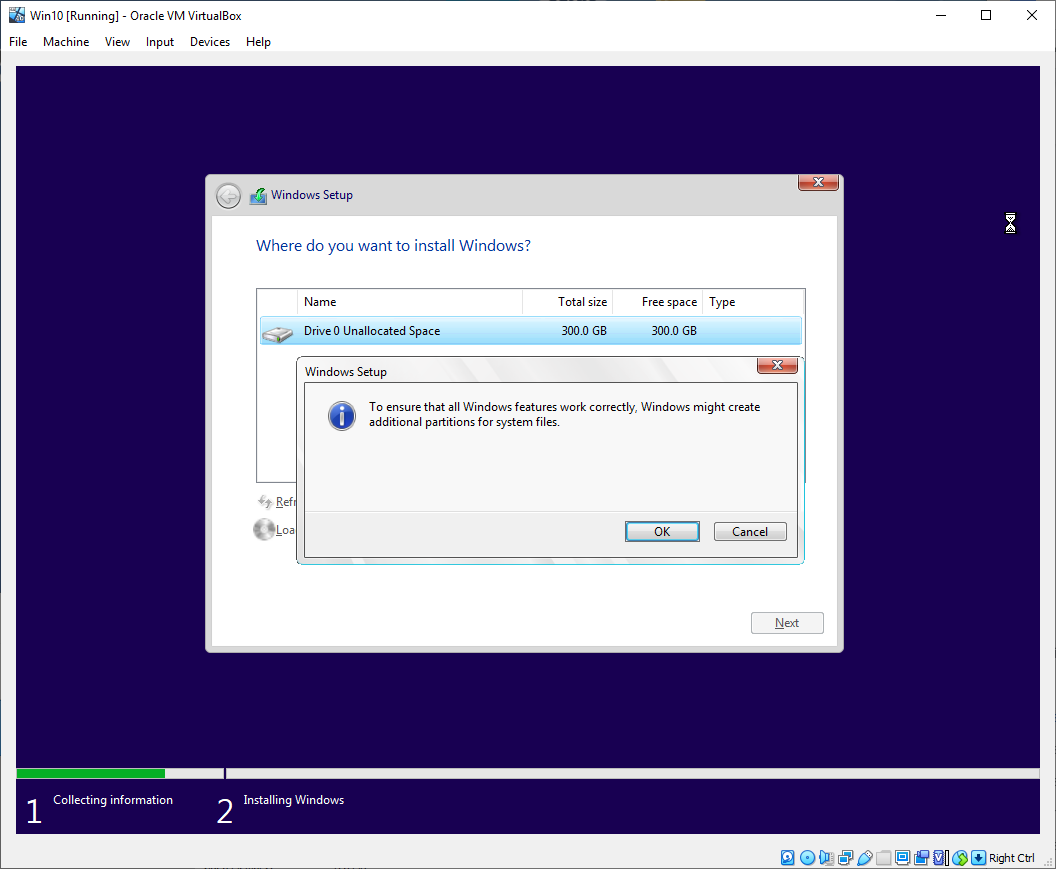 Win10 [Running] - Oracle VM VirtualBox
File Machine View Input Devices Help
Windows Setup
Where do you want to install Windows?
Name Total size Free space Type
Drive 0 Unallocated Space 300.0 GB 300.0 GB
Windows Setup
To ensure that all Windows features work correctly, Windows might create
additional partitions for system files.
Refr
Loa
OK Cancel
Next
1 Collecting information 2 Installing Windows
Right Ctrl